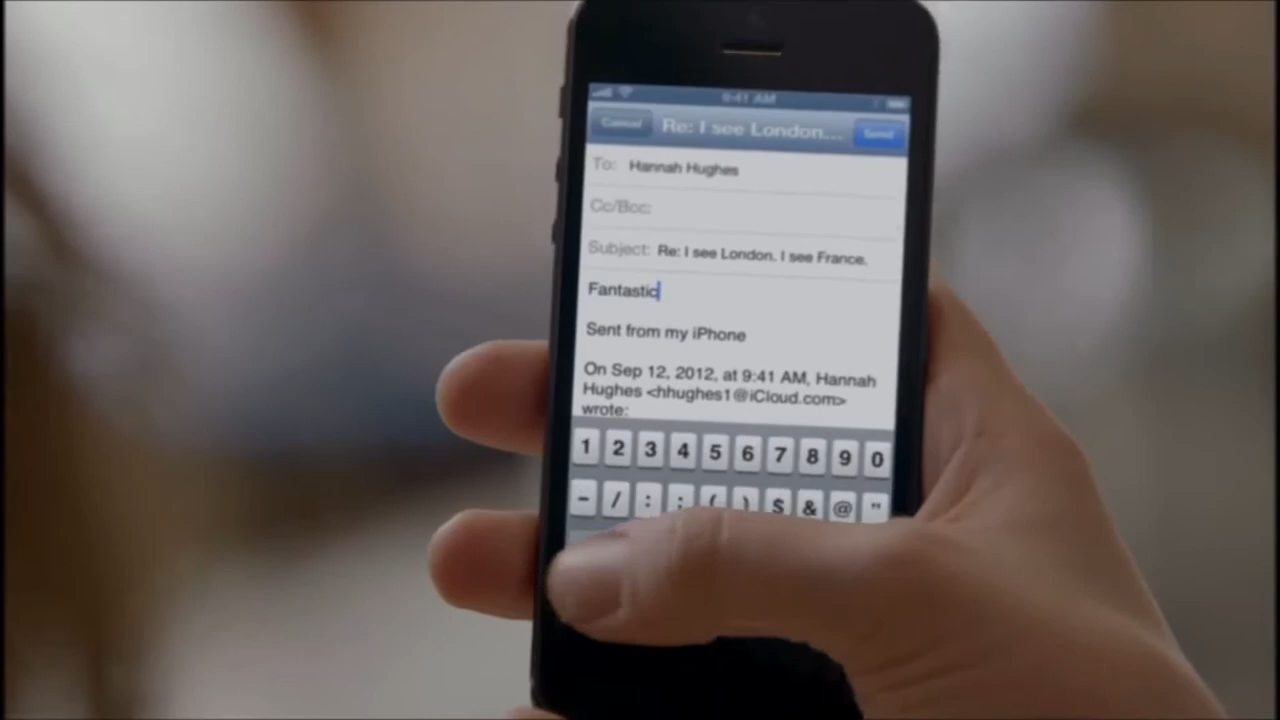 9:41 AM
Cancel Re: I see London... Send
To: Hannah Hughes
Cc/Bcc:
Subject: Re: I see London. I see France.
Fantastic
Sent from my iPhone
On Sep 12, 2012, at 9:41 AM, Hannah
Hughes <hhughes1@iCloud.com>
wrote:
1 2 3 4 5 6 7 8 9 0
- / : ; ( ) $ & @ "